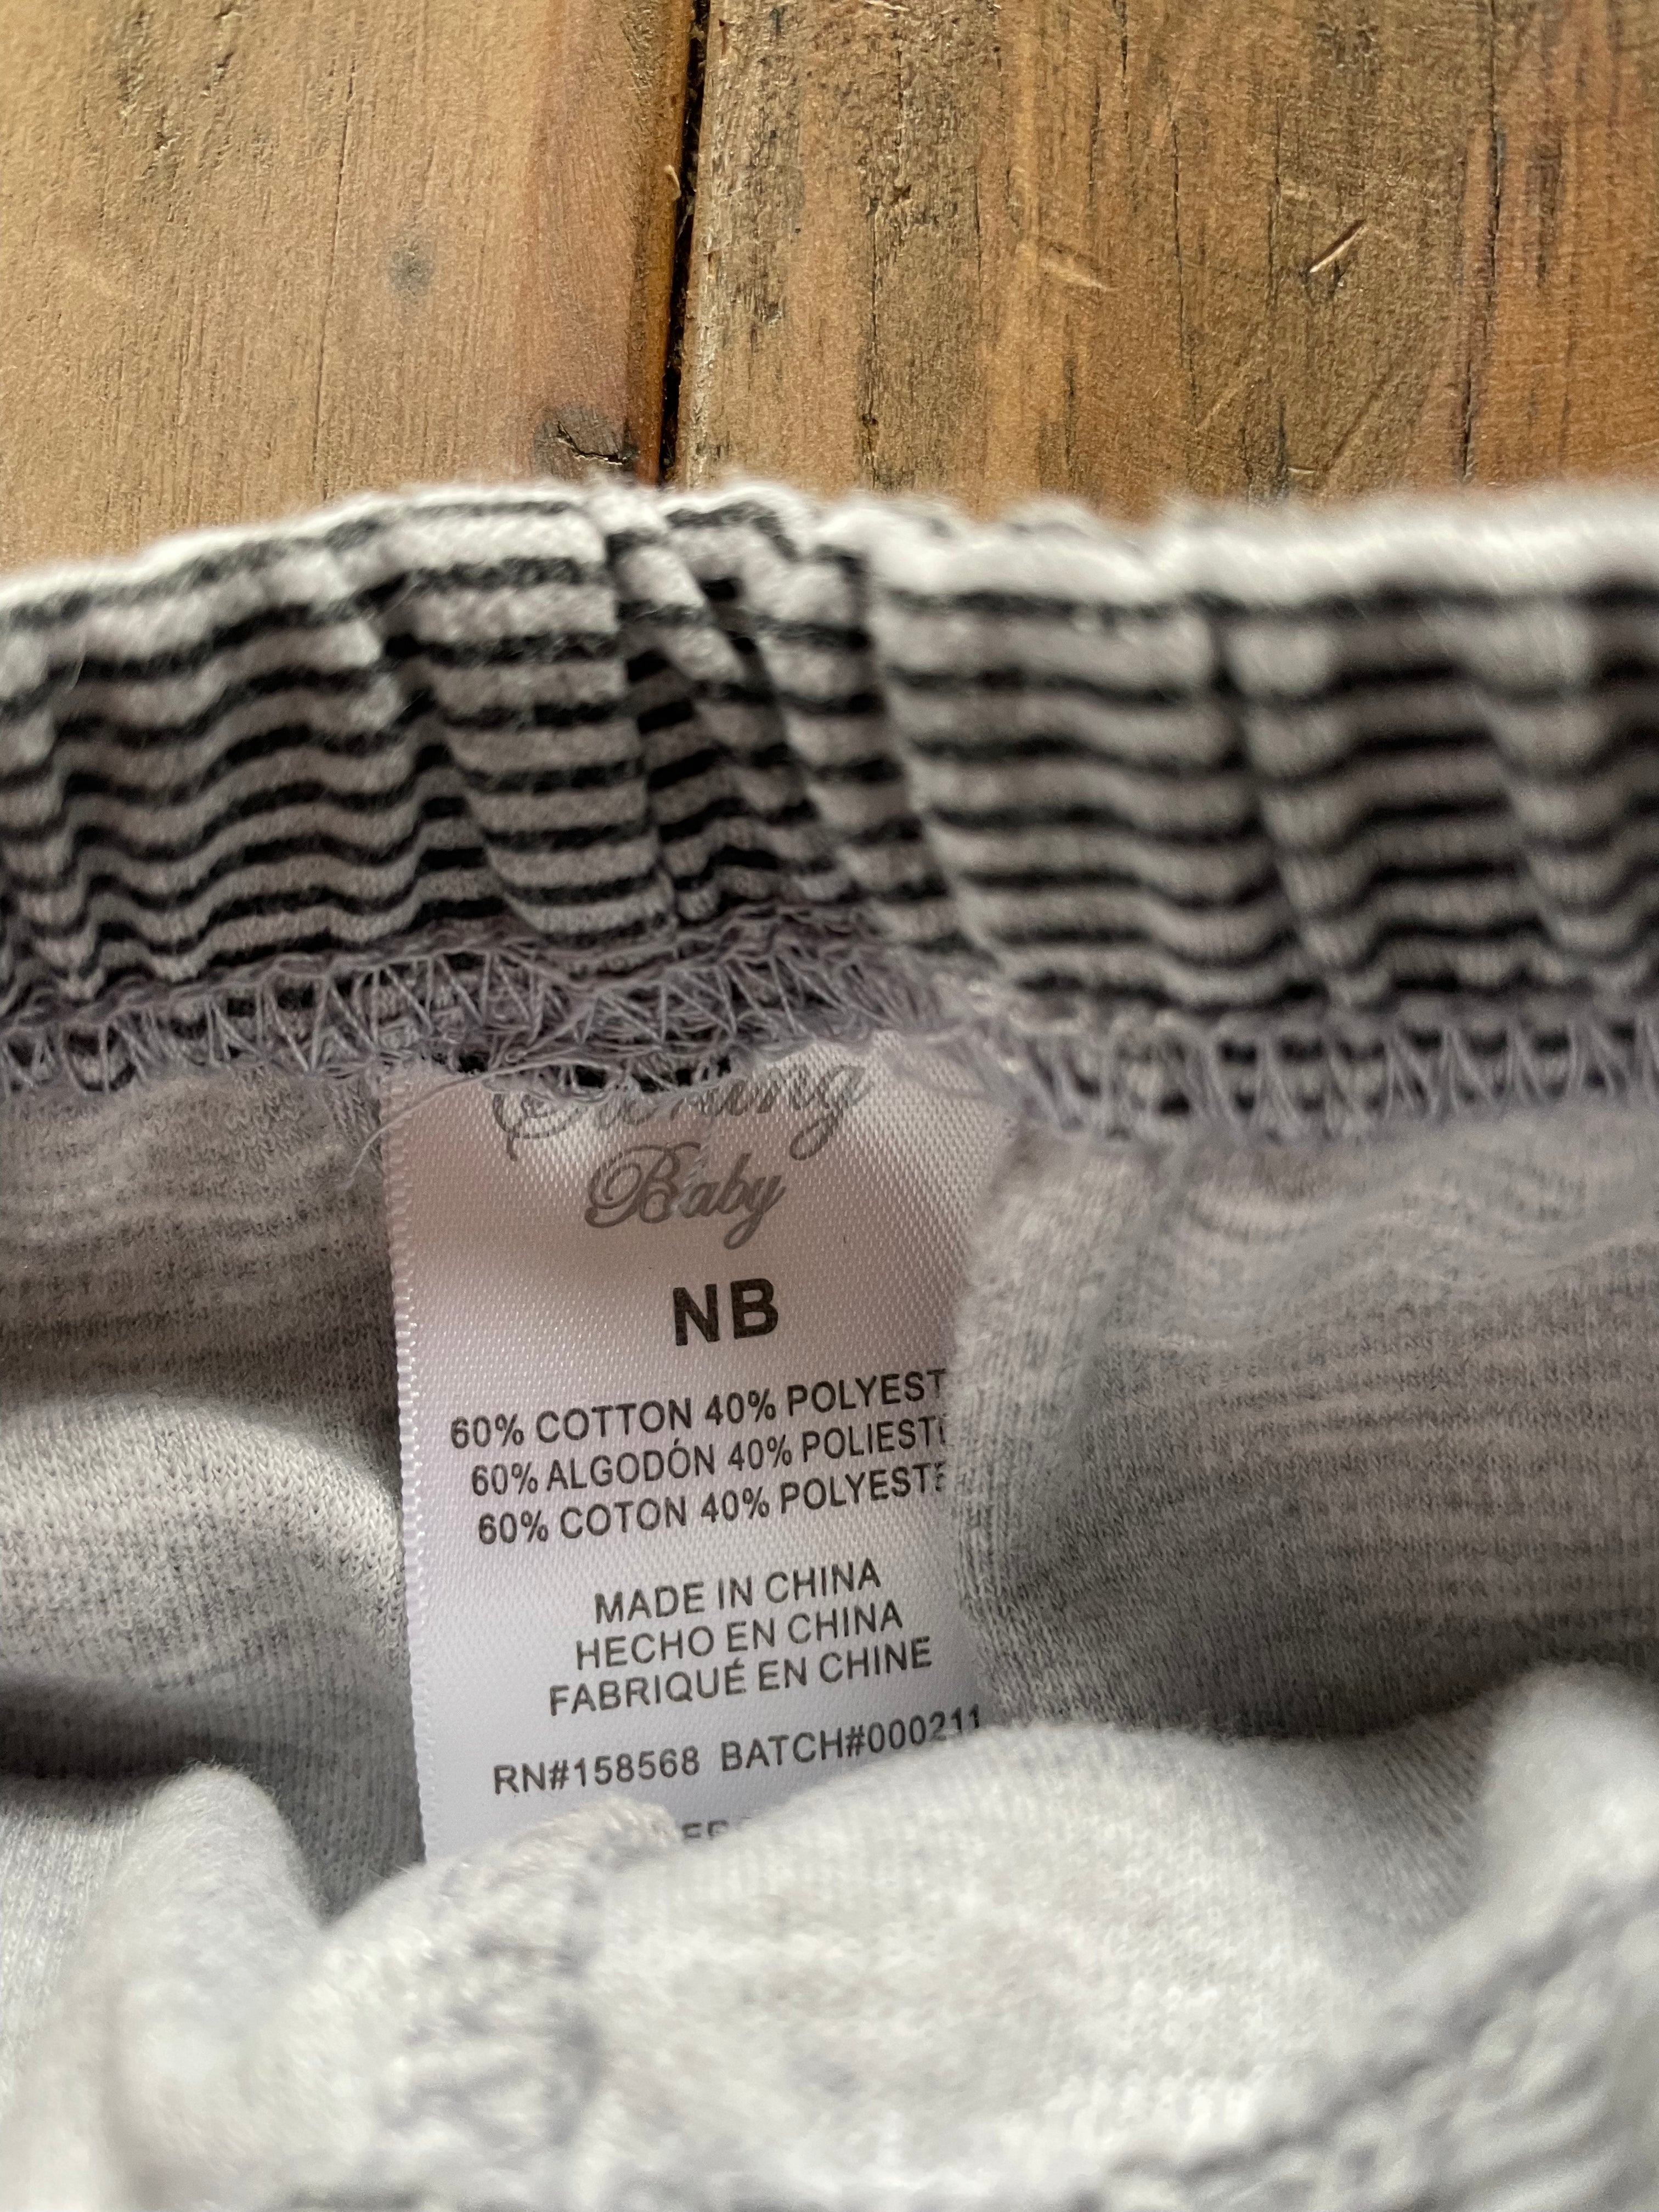 Baby
NB
60% COTTON 40% POLYEST
60% ALGODÓN 40% POLIEST
60% COTON 40% POLYEST
MADE IN CHINA
HECHO EN CHINA
FABRIQUÉ EN CHINE
RN#158568 BATCH#000211